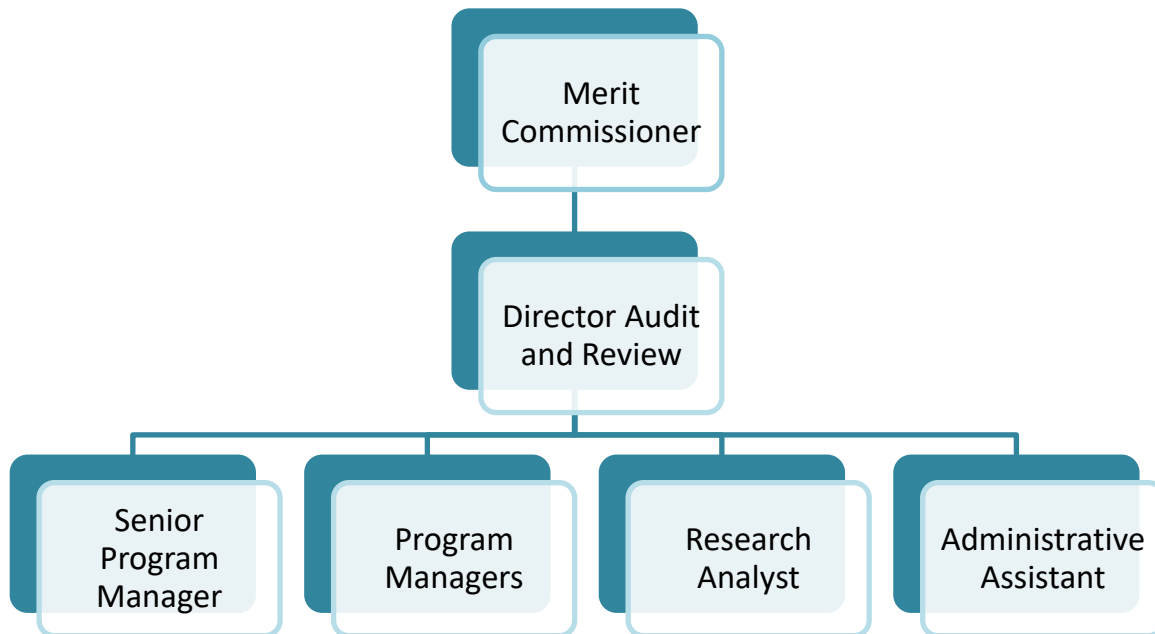 Merit
Commissioner
Director Audit
and Review
Senior
Program
Manager
Program
Managers
Research
Analyst
Administrative
Assistant